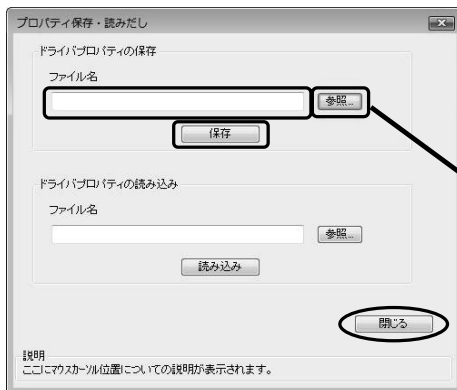 プロパティ保存・読みだし
ドライバプロパティの保存
ファイル名
参照...
保存
ドライバプロパティの読み込み
ファイル名
参照...
読み込み
閉じる
説明
ここにマウスカーソル位置についての説明が表示されます。